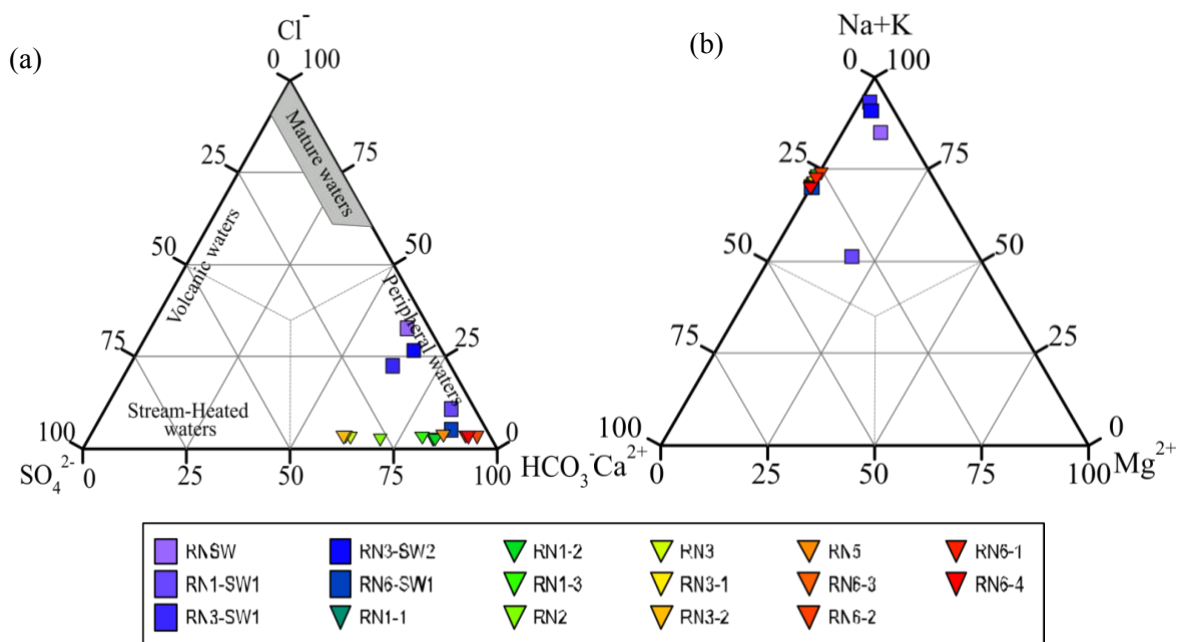 (a)
Cl⁻
0 100
Mature waters
25
75
50
50
Volcanic waters
Peripheral waters
75
25
Stream-Heated
waters
100
0
SO₄²⁻
0
25
50
75
100
HCO₃⁻
(b)
Na+K
0 100
25
75
50
50
75
25
100
0
Ca²⁺
0
25
50
75
100
Mg²⁺
RNSW
RN3-SW2
RN1-2
RN3
RN5
RN6-1
RN1-SW1
RN6-SW1
RN1-3
RN3-1
RN6-3
RN6-4
RN3-SW1
RN1-1
RN2
RN3-2
RN6-2